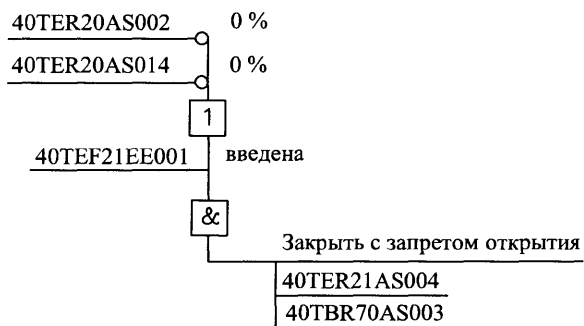 40TER20AS002 0 %
40TER20AS014 0 %
1
40TEF21EE001 введена
&
Закрыть с запретом открытия
40TER21AS004
40TBR70AS003